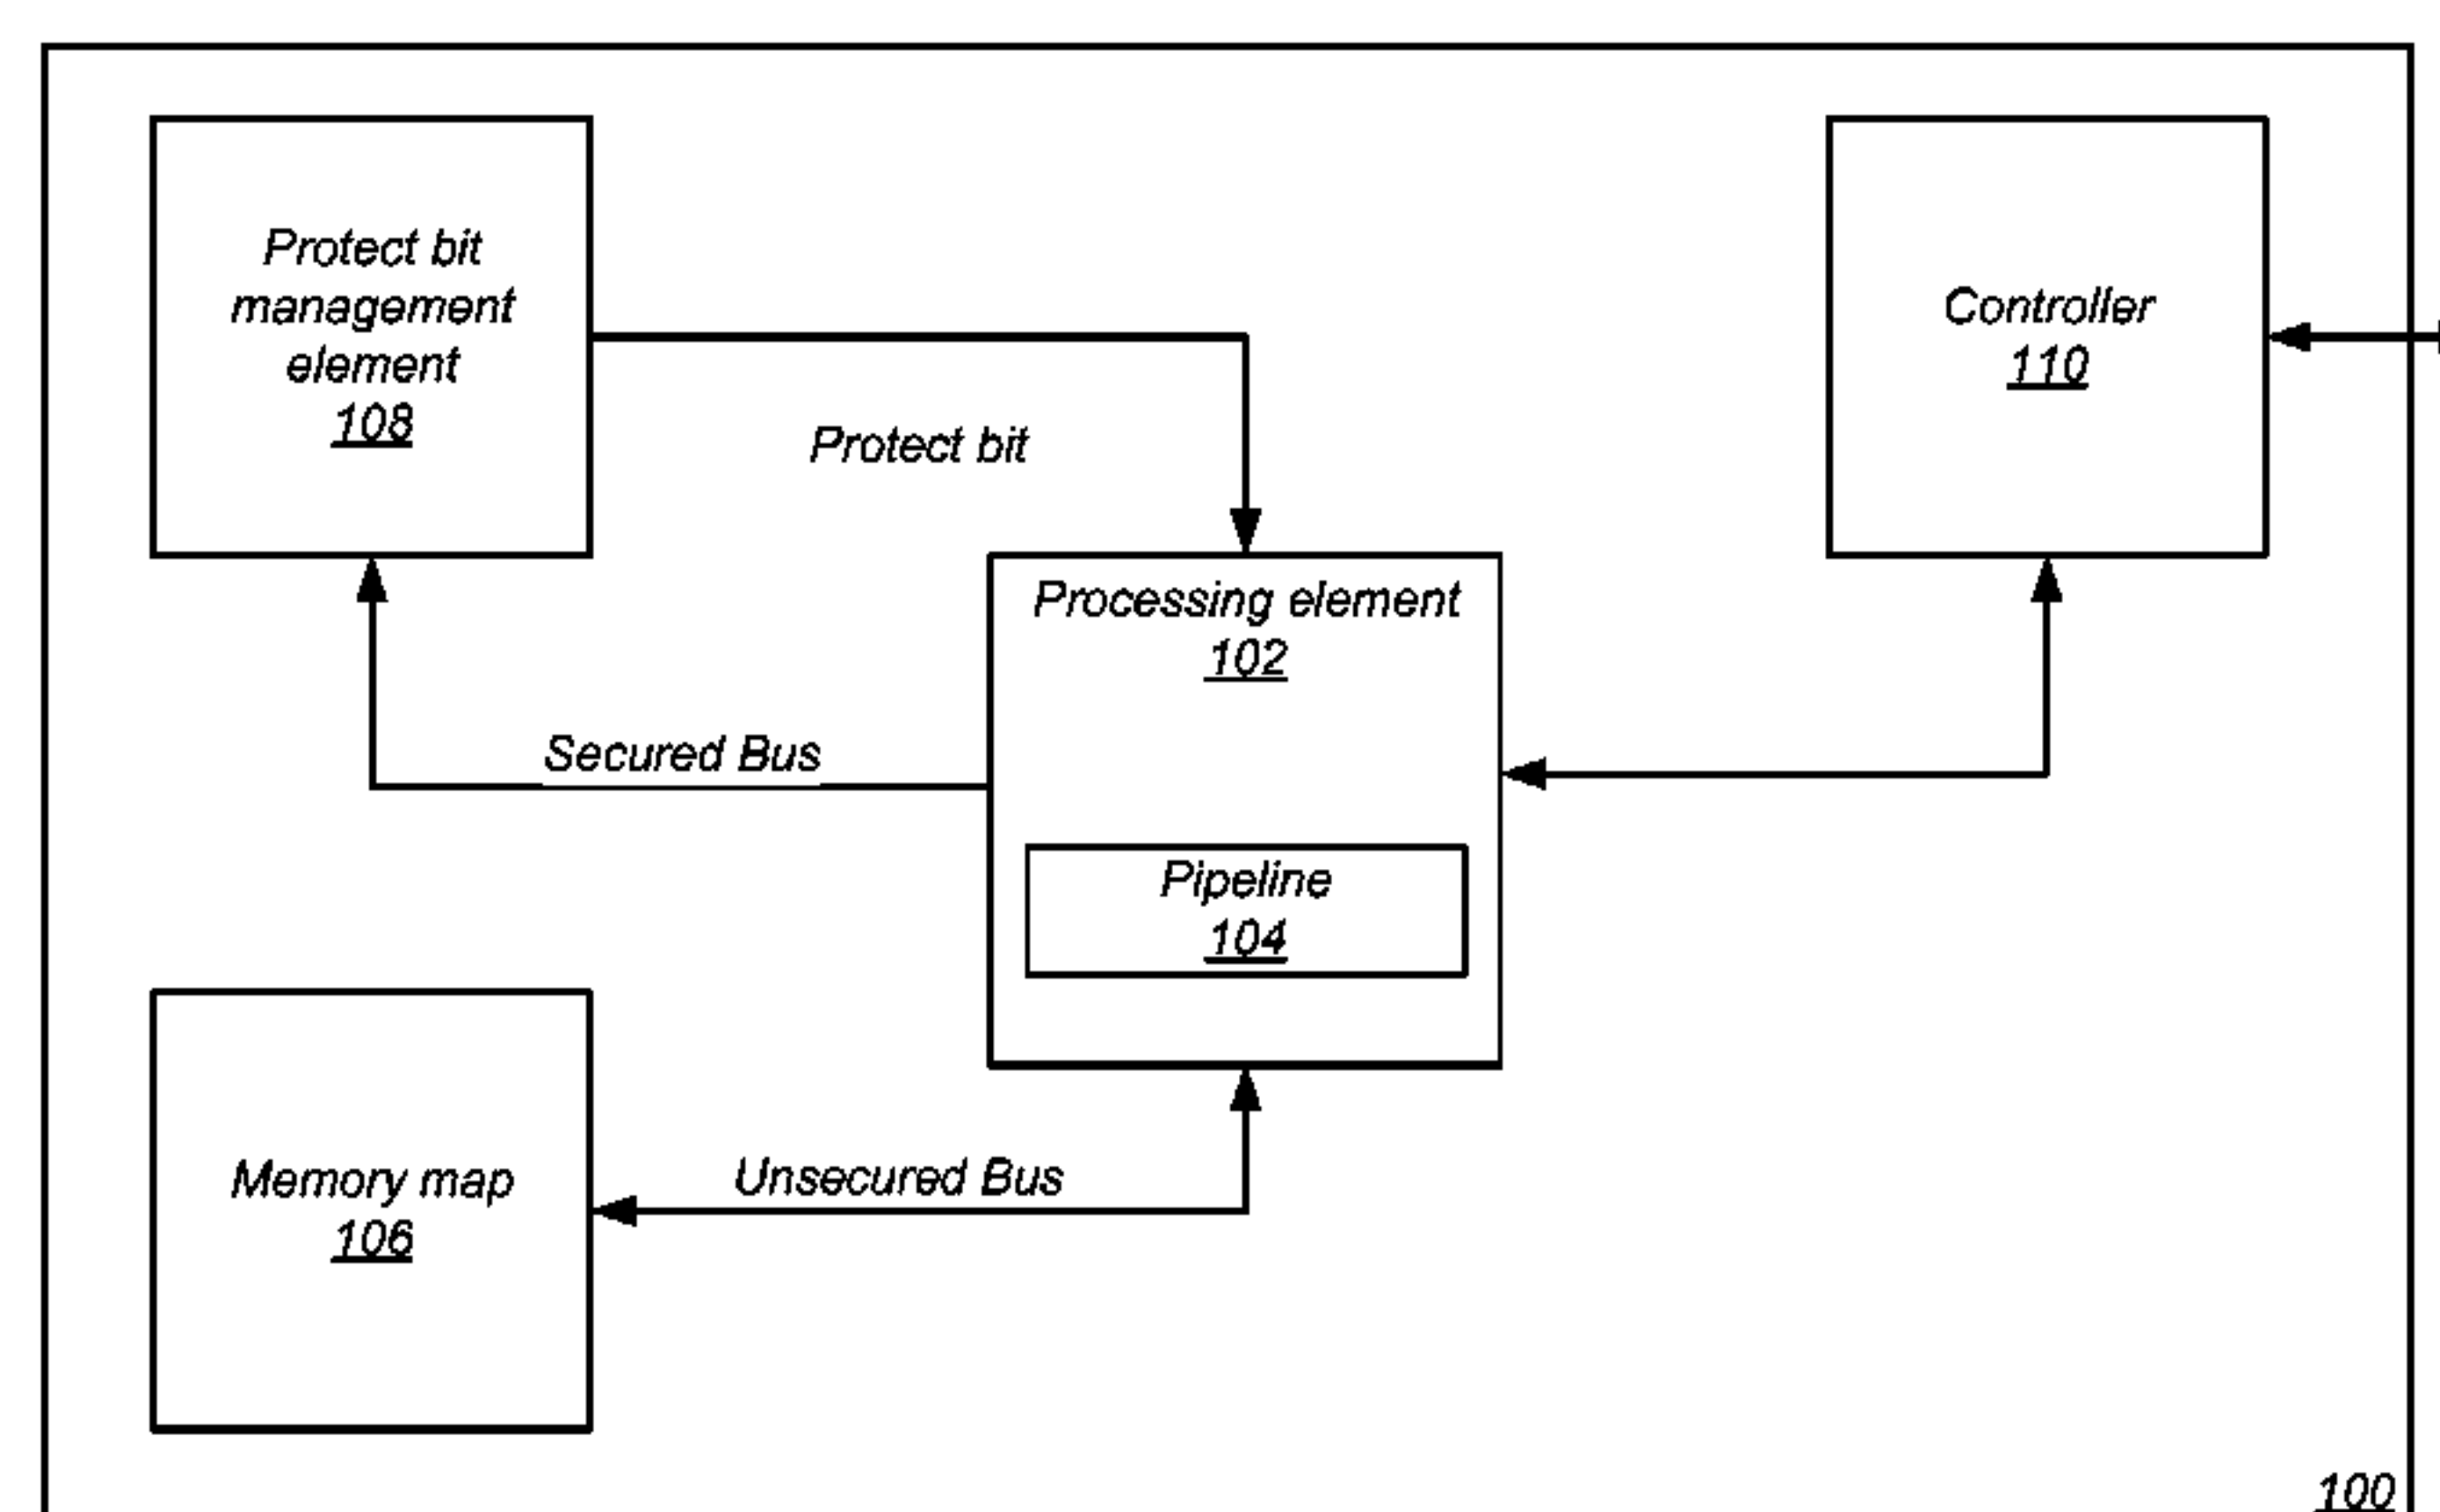 Protect bit
management
element
108
Controller
110
Protect bit
Processing element
102
Secured Bus
Pipeline
104
Memory map
106
Unsecured Bus
100